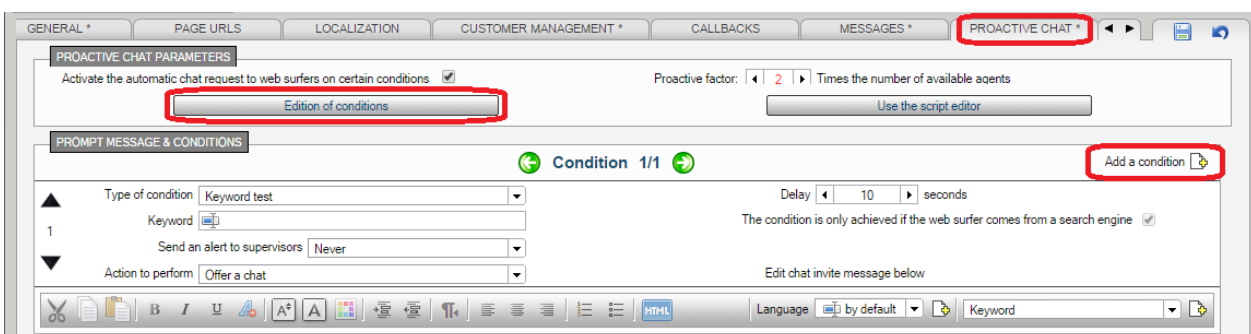 GENERAL * PAGE URLS LOCALIZATION CUSTOMER MANAGEMENT * CALLBACKS MESSAGES * PROACTIVE CHAT *
PROACTIVE CHAT PARAMETERS
Activate the automatic chat request to web surfers on certain conditions Proactive factor: 2 Times the number of available agents
Edition of conditions Use the script editor
PROMPT MESSAGE & CONDITIONS
Condition 1/1 Add a condition
Type of condition Keyword test Delay 10 seconds
Keyword The condition is only achieved if the web surfer comes from a search engine
1
Send an alert to supervisors Never
Action to perform Offer a chat Edit chat invite message below
B I U A A A HTML Language by default Keyword